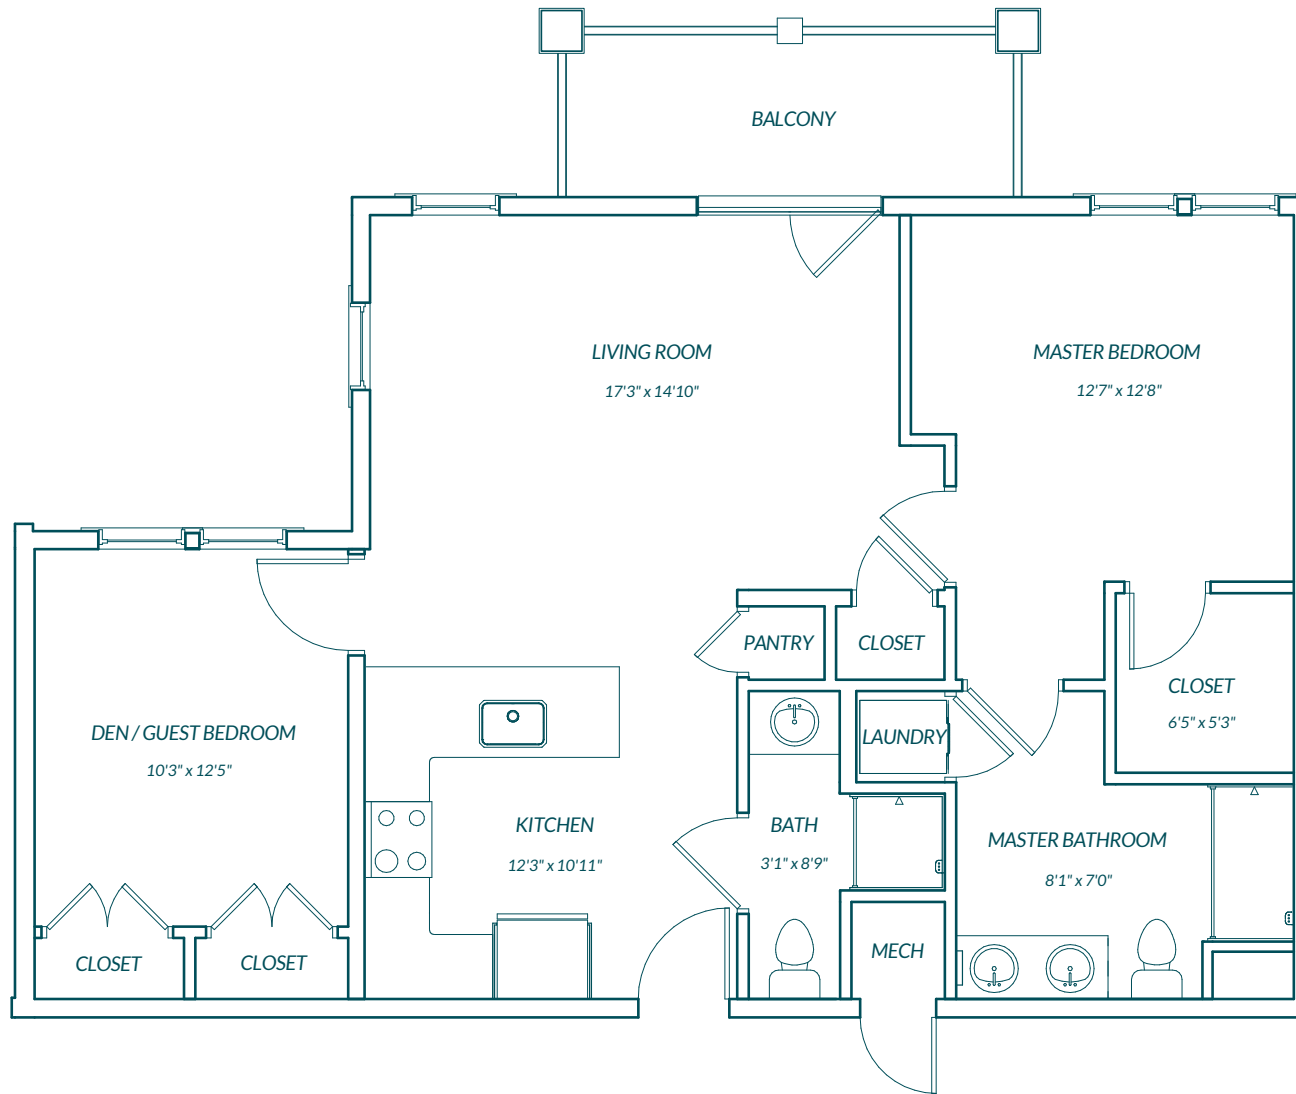 BALCONY
LIVING ROOM
17'3" x 14'10"
MASTER BEDROOM
12'7" x 12'8"
PANTRY
CLOSET
CLOSET
6'5" x 5'3"
DEN / GUEST BEDROOM
10'3" x 12'5"
LAUNDRY
KITCHEN
12'3" x 10'11"
BATH
3'1" x 8'9"
MASTER BATHROOM
8'1" x 7'0"
CLOSET
CLOSET
MECH